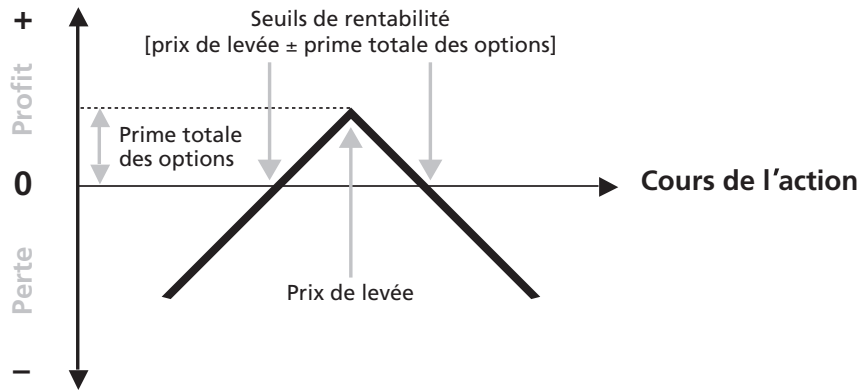 +
Seuils de rentabilité
[prix de levée ± prime totale des options]
Profit
Prime totale
des options
0
Cours de l'action
Perte
Prix de levée
–